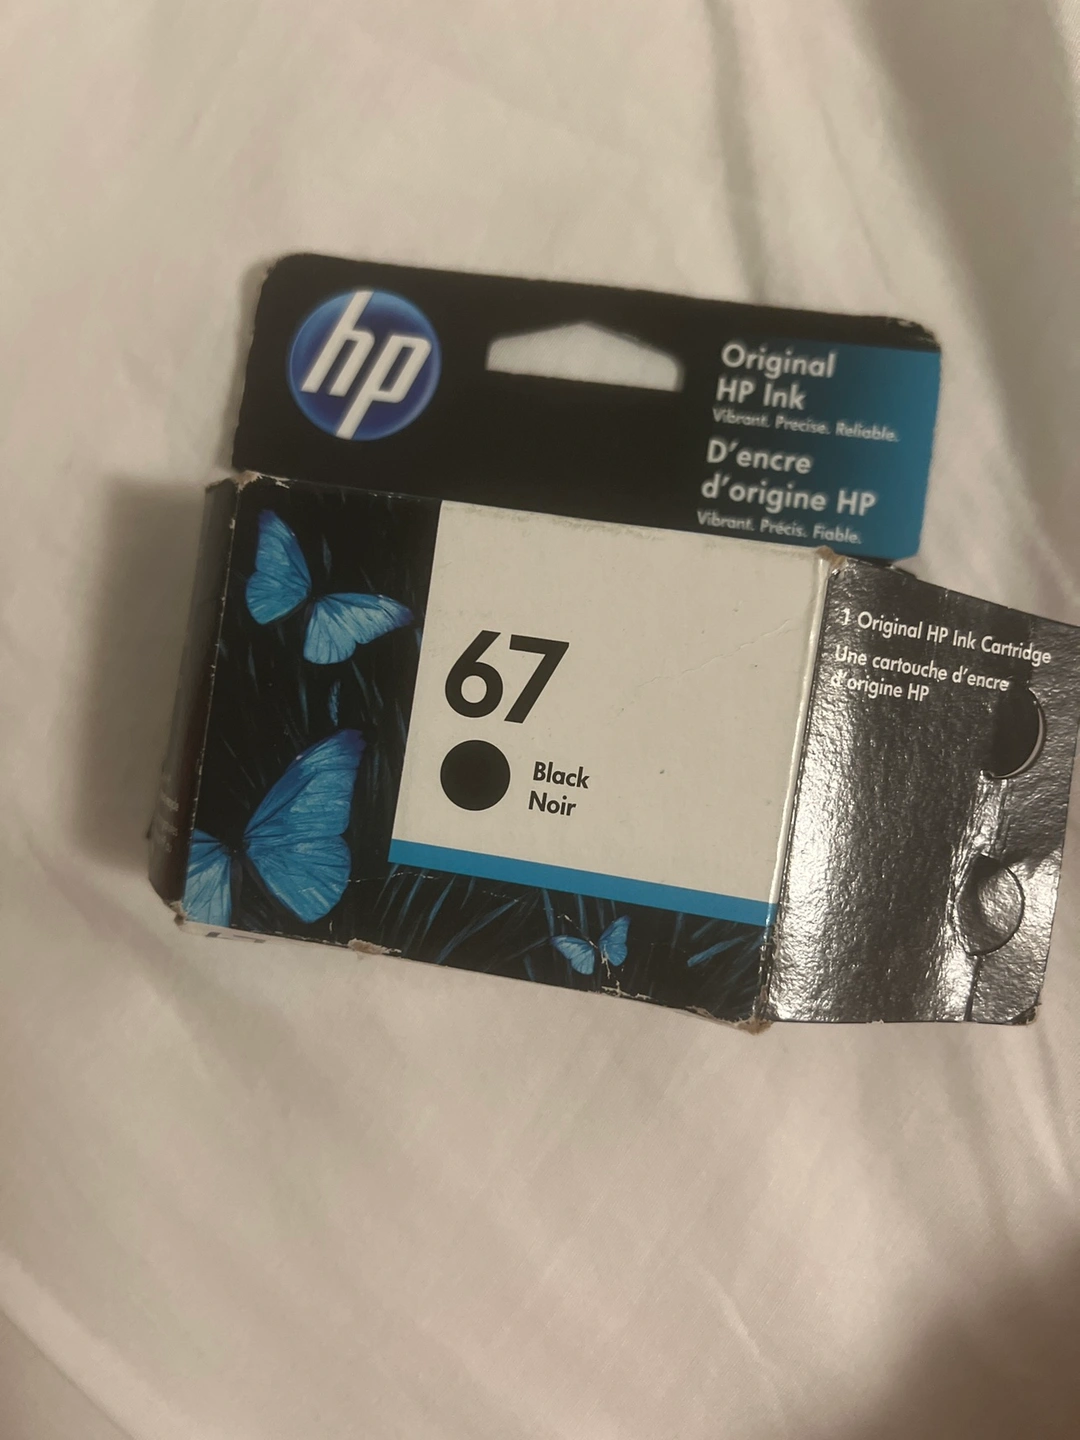 hp
Original
HP Ink
Vibrant. Precise. Reliable.
D'encre
d'origine HP
Vibrant. Précis. Fiable.
67
Black
Noir
1 Original HP Ink Cartridge
Une cartouche d'encre
d'origine HP